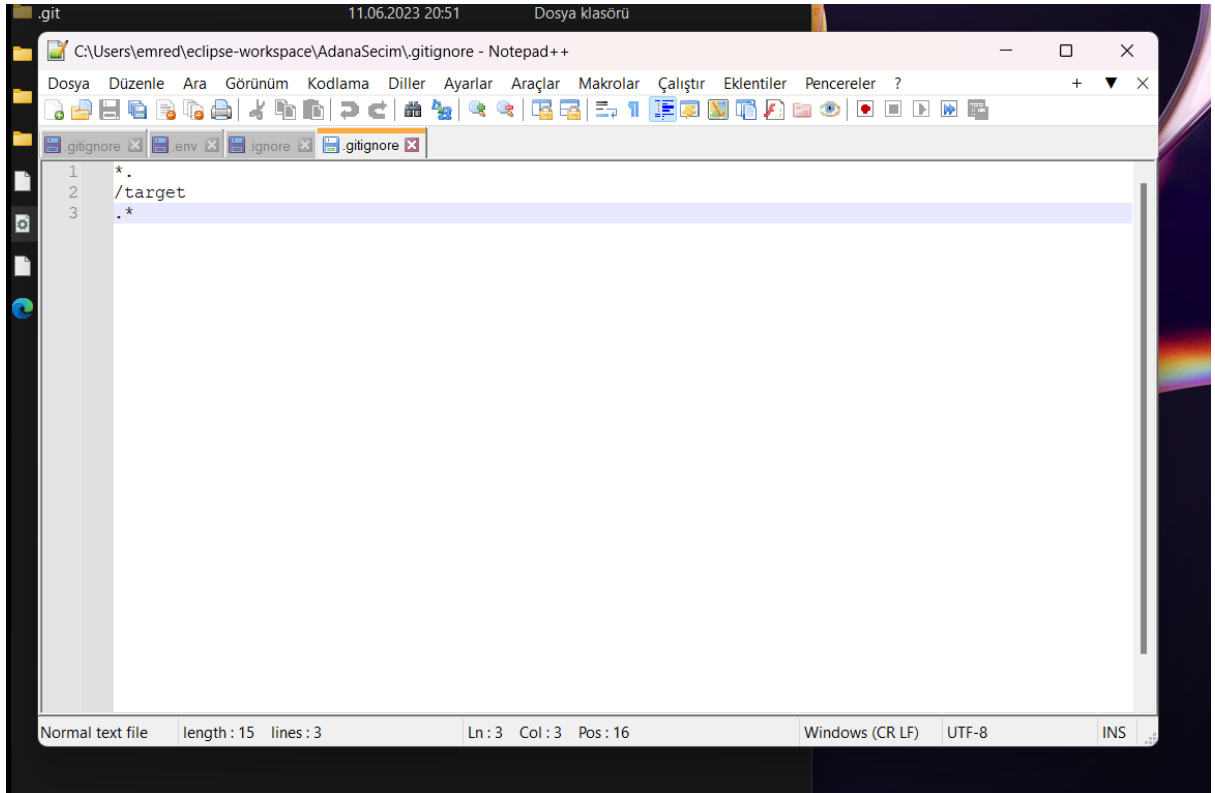 .git 11.06.2023 20:51 Dosya klasörü
C:\Users\emred\eclipse-workspace\AdanaSecim\.gitignore - Notepad++
Dosya Düzenle Ara Görünüm Kodlama Diller Ayarlar Araçlar Makrolar Çalıştır Eklentiler Pencereler ? + ▼ X
.gitignore .env .ignore .gitignore
1 *.
2 /target
3 .*
Normal text file length : 15 lines : 3 Ln : 3 Col : 3 Pos : 16 Windows (CR LF) UTF-8 INS